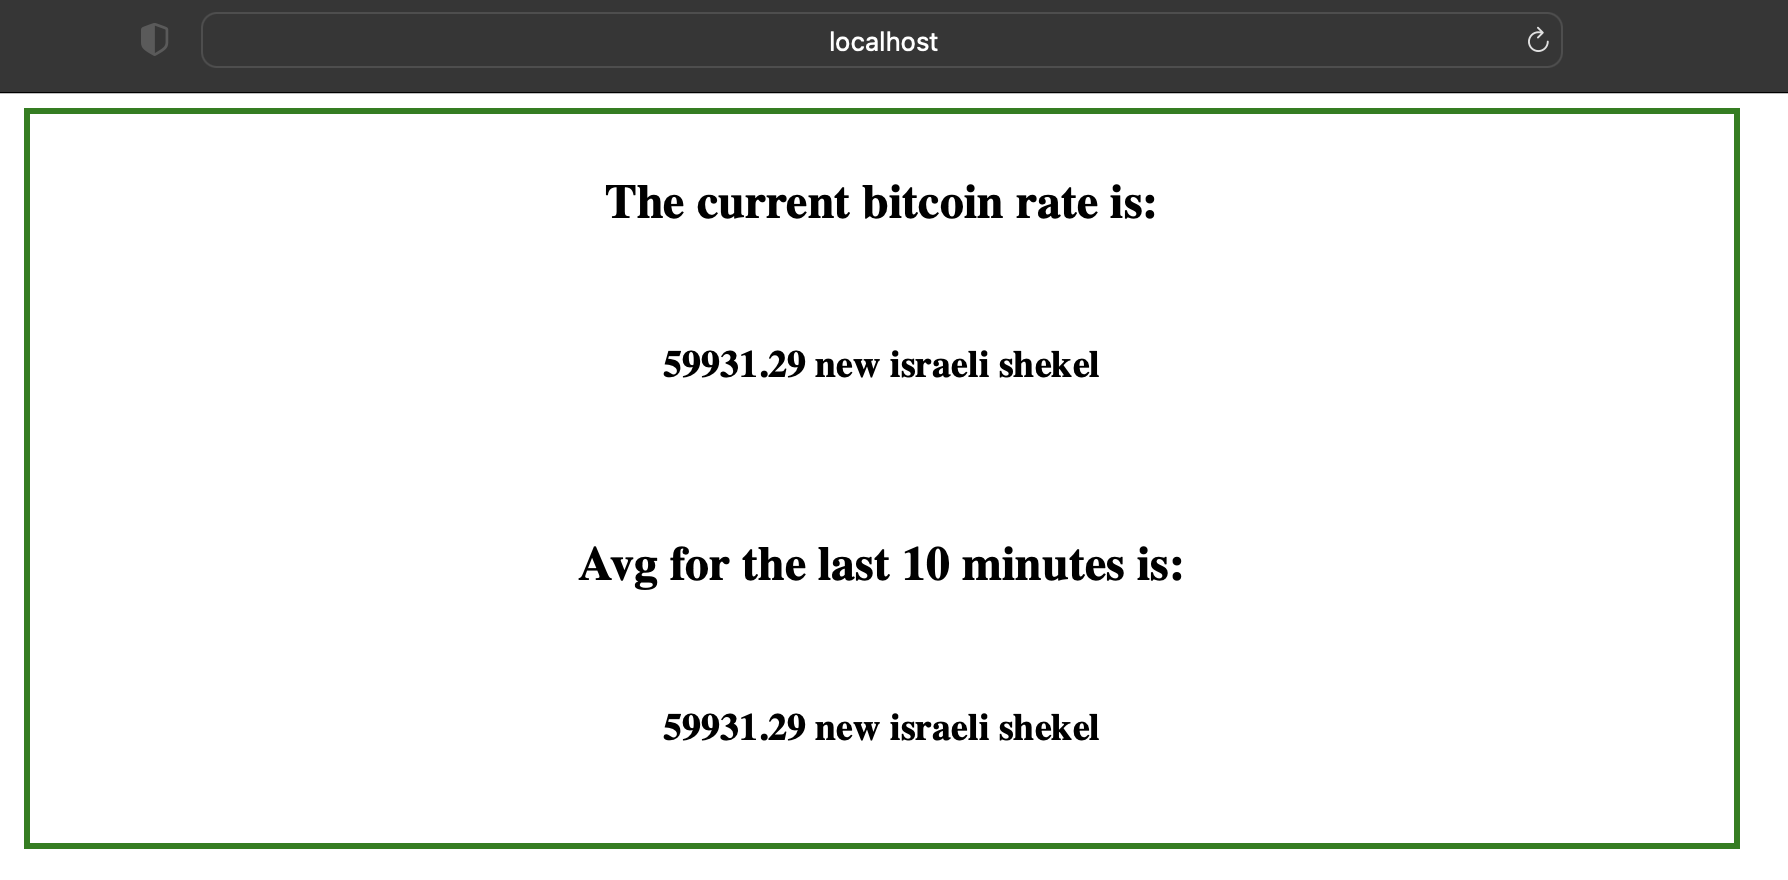 localhost
The current bitcoin rate is:
59931.29 new israeli shekel
Avg for the last 10 minutes is:
59931.29 new israeli shekel